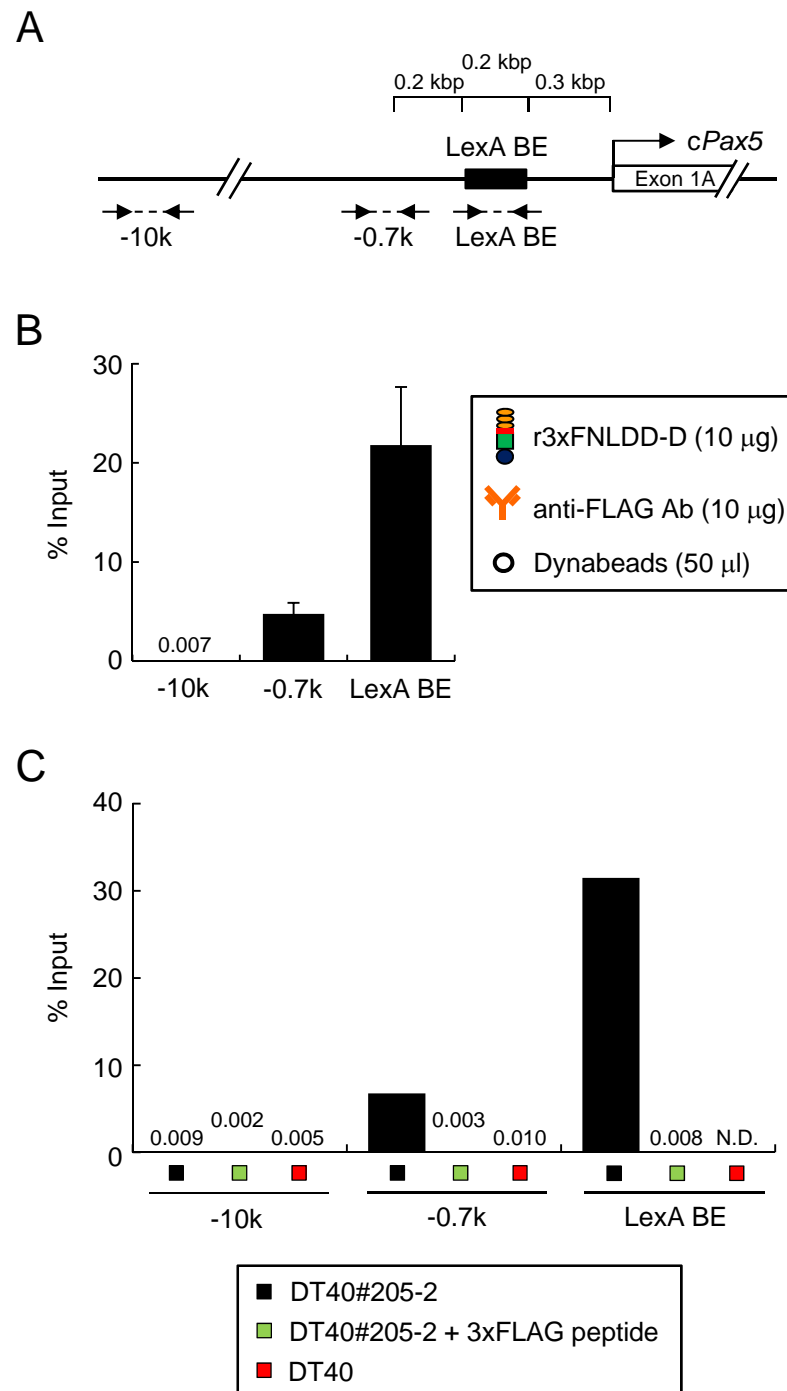 A
0.2 kbp
0.2 kbp
0.3 kbp
LexA BE
cPax5
Exon 1A
-10k
-0.7k
LexA BE
B
30
20
10
0
% Input
0.007
-10k
-0.7k
LexA BE
r3xFNLDD-D (10 μg)
anti-FLAG Ab (10 μg)
Dynabeads (50 μl)
C
40
30
20
10
0
% Input
0.009
0.002
0.005
0.003
0.010
0.008
N.D.
-10k
-0.7k
LexA BE
DT40#205-2
DT40#205-2 + 3xFLAG peptide
DT40